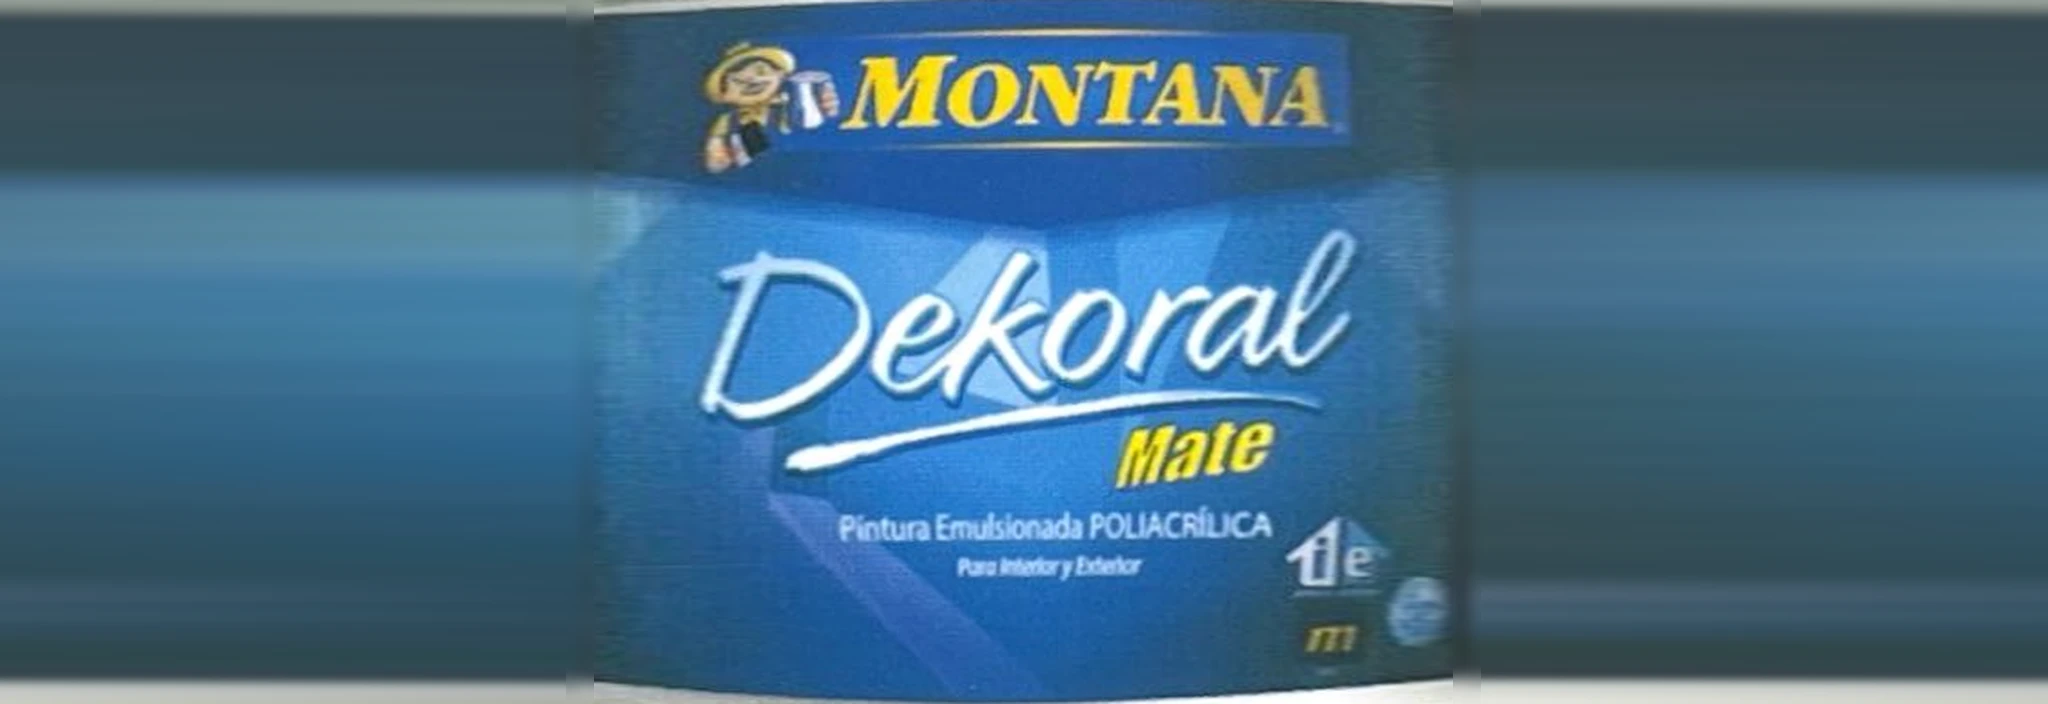 MONTANA
Dekoral
Mate
Pintura Emulsionada POLIACRÍLICA
Para Interior y Exterior
i e
m